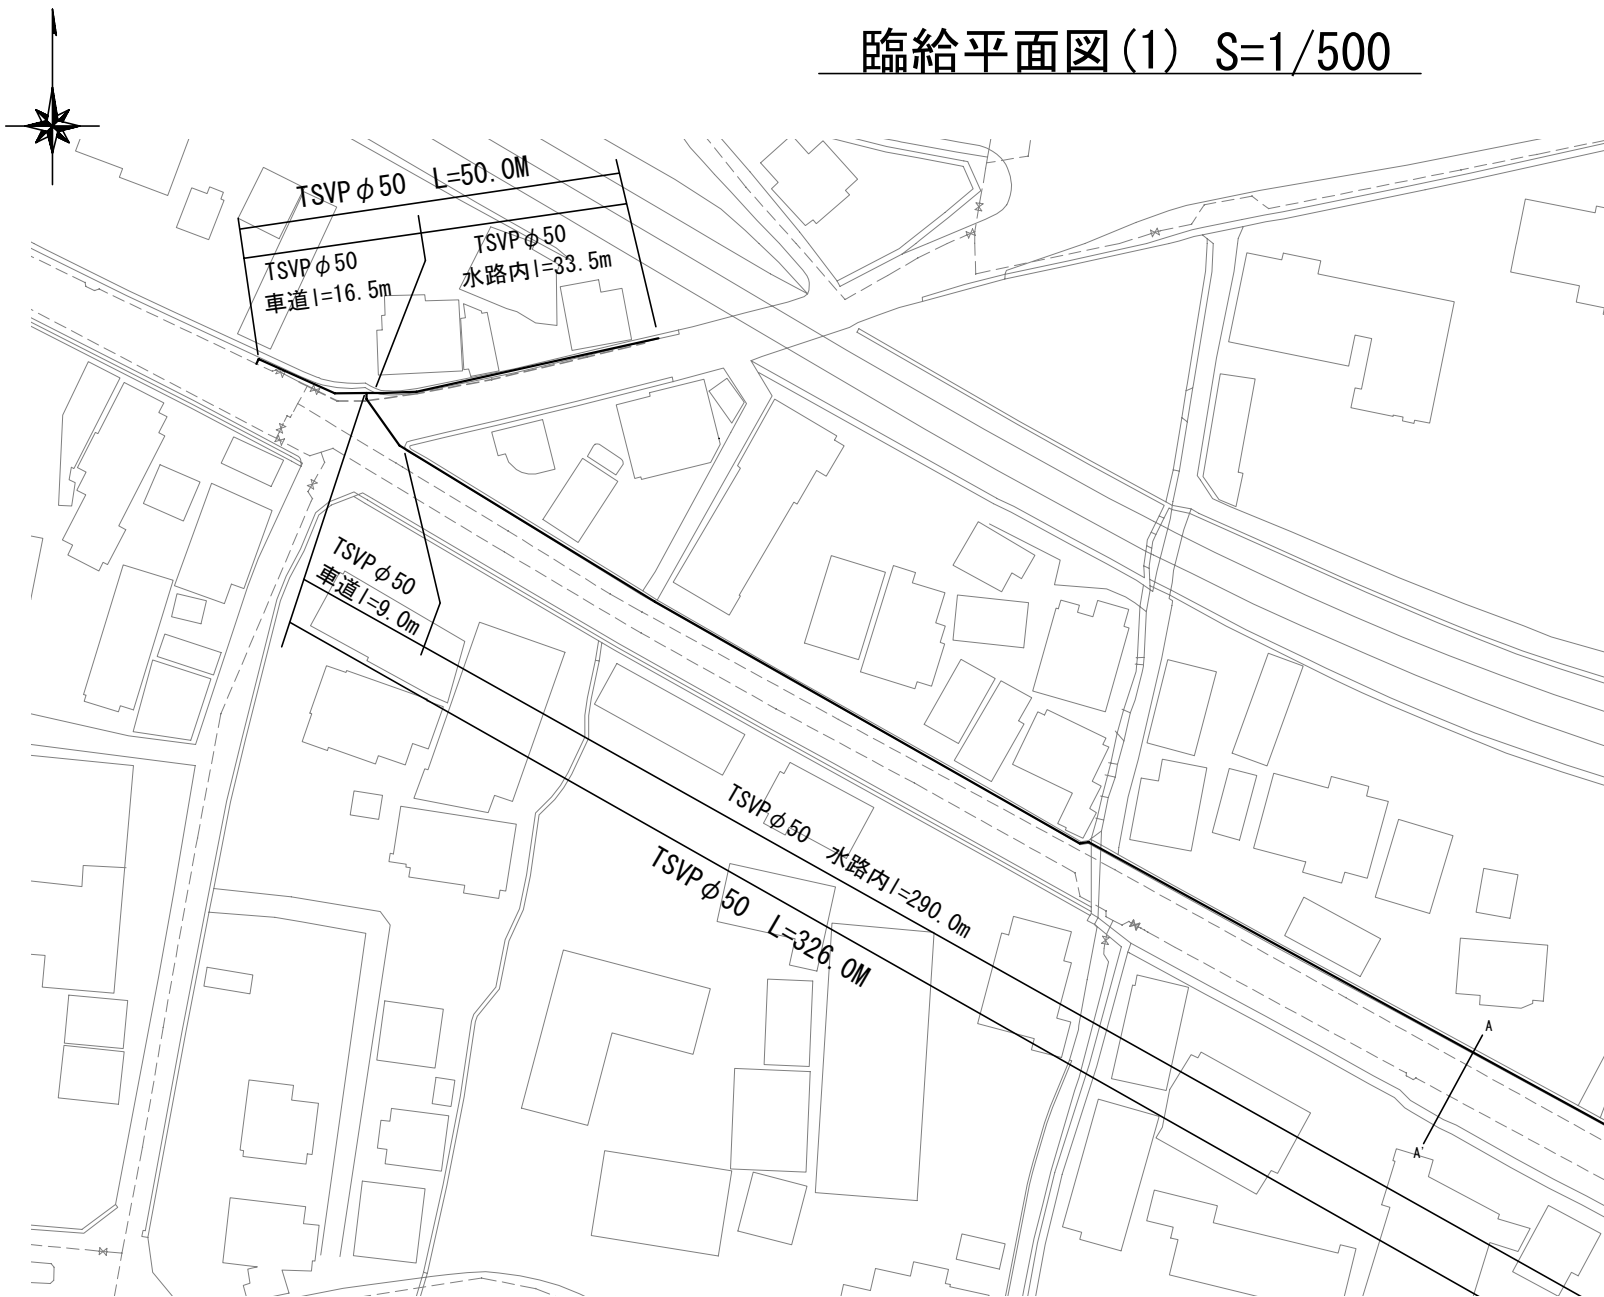 臨給平面図(1) S=1/500
TSVPφ50 L=50.0M
TSVPφ50
車道l=16.5m
TSVPφ50
水路内l=33.5m
TSVPφ50
車道l=9.0m
TSVPφ50 水路内l=290.0m
TSVPφ50 L=326.0M
A
A'